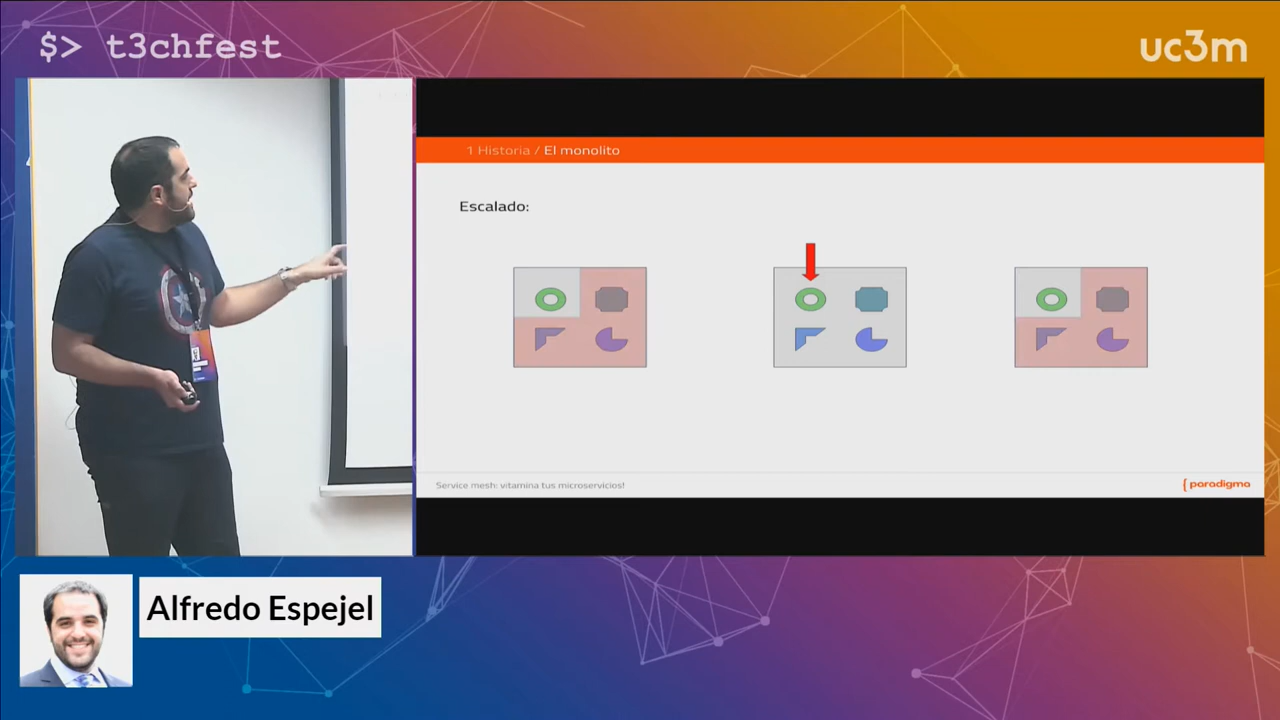 $> t3chfest
uc3m
1 Historia / El monolito
Escalado:
Service mesh: vitamina tus microservicios!
{ paradigma
Alfredo Espejel